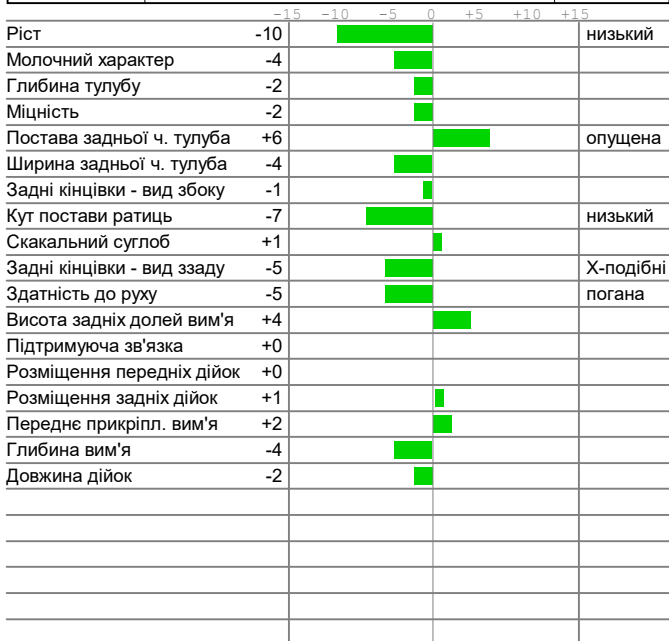 -15 -10 -5 0 +5 +10 +15
Ріст -10 низький
Молочний характер -4
Глибина тулубу -2
Міцність -2
Постава задньої ч. тулуба +6 опущена
Ширина задньої ч. тулуба -4
Задні кінцівки - вид збоку -1
Кут постави ратиць -7 низький
Скакальний суглоб +1
Задні кінцівки - вид ззаду -5 Х-подібні
Здатність до руху -5 погана
Висота задніх долей вим'я +4
Підтримуюча зв'язка +0
Розміщення передніх дійок +0
Розміщення задніх дійок +1
Переднє прикріпл. вим'я +2
Глибина вим'я -4
Довжина дійок -2